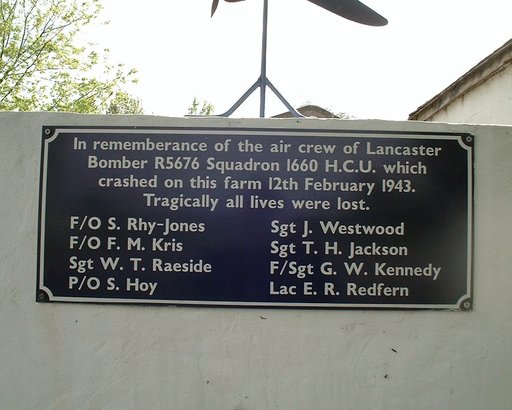 In rememberance of the air crew of Lancaster
Bomber R5676 Squadron 1660 H.C.U. which
crashed on this farm 12th February 1943.
Tragically all lives were lost.
F/O S. Rhy-Jones
F/O F. M. Kris
Sgt W. T. Raeside
P/O S. Hoy
Sgt J. Westwood
Sgt T. H. Jackson
F/Sgt G. W. Kennedy
Lac E. R. Redfern